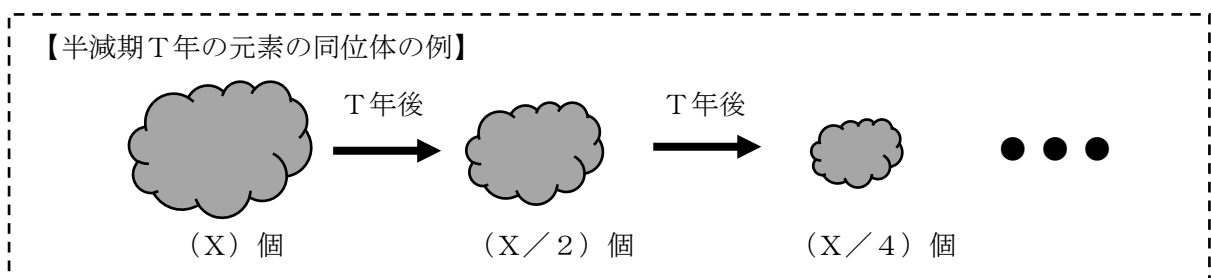 【半減期T年の元素の同位体の例】
T年後 T年後
(X)個 (X/2)個 (X/4)個